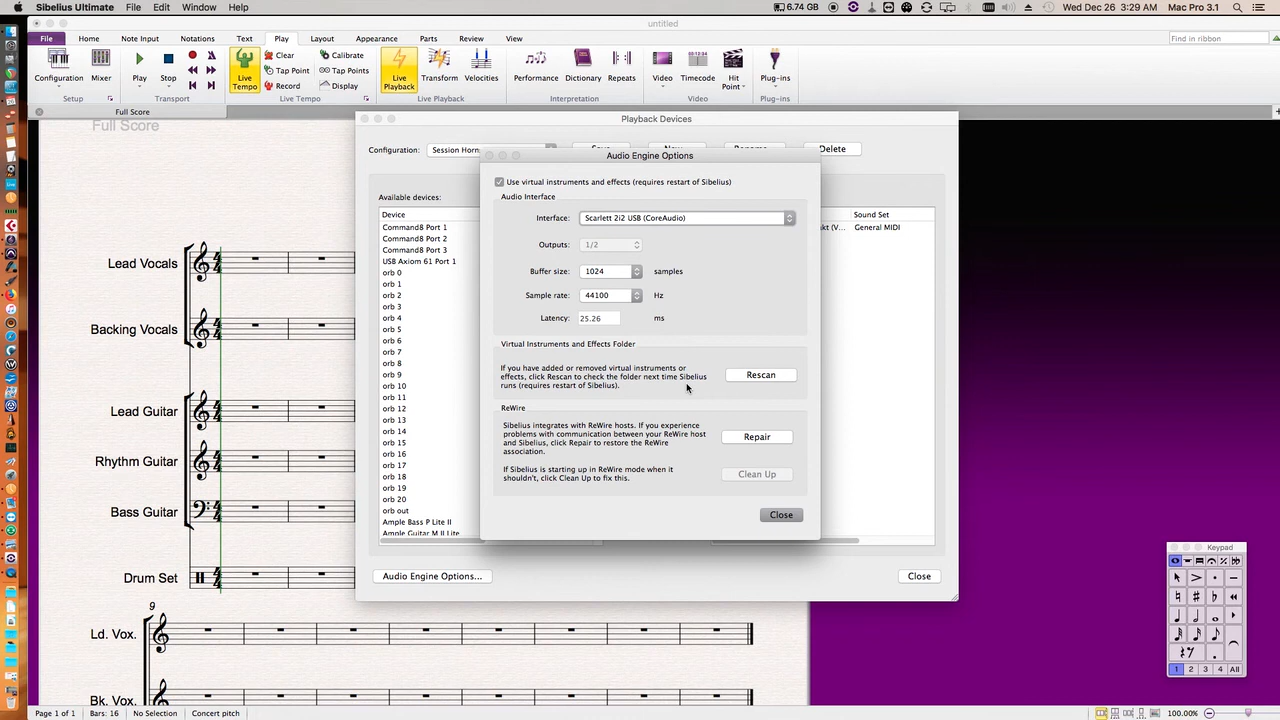 Sibelius Ultimate File Edit Window Help 6.74 GB Wed Dec 26 3:29 AM Mac Pro 3.1
untitled
File Home Note Input Notations Text Play Layout Appearance Parts Review View Find in ribbon
Configuration Mixer Play Stop Live Tempo Clear Calibrate Live Playback Transform Velocities Performance Dictionary Repeats Video Timecode Hit Point Plug-ins
Tap Point Tap Points
Record Display
Setup Transport Live Tempo Live Playback Interpretation Video Plug-ins
Full Score
Full Score
Playback Devices
Configuration: Session Horn Delete
Audio Engine Options
Use virtual instruments and effects (requires restart of Sibelius)
Audio Interface
Interface: Scarlett 2i2 USB (CoreAudio)
Outputs: 1/2
Buffer size: 1024 samples
Sample rate: 44100 Hz
Latency: 25.26 ms
Virtual Instruments and Effects Folder
If you have added or removed virtual instruments or
effects, click Rescan to check the folder next time Sibelius
runs (requires restart of Sibelius).
Rescan
ReWire
Sibelius integrates with ReWire hosts. If you experience
problems with communication between your ReWire host
and Sibelius, click Repair to restore the ReWire
association.
Repair
If Sibelius is starting up in ReWire mode when it
shouldn't, click Clean Up to fix this.
Clean Up
Close
Available devices:
Device
Command8 Port 1
Command8 Port 2
Command8 Port 3
USB Axiom 61 Port 1
orb 0
orb 1
orb 2
orb 3
orb 4
orb 5
orb 6
orb 7
orb 8
orb 9
orb 10
orb 11
orb 12
orb 13
orb 14
orb 15
orb 16
orb 17
orb 18
orb 19
orb 20
orb out
Ample Bass P Lite II
Ample Guitar M II Lite
Sound Set
General MIDI
Audio Engine Options...
Close
Lead Vocals
Backing Vocals
Lead Guitar
Rhythm Guitar
Bass Guitar
Drum Set
9
Ld. Vox.
Bk. Vox.
Keypad
1 2 3 4 All
Page 1 of 1 Bars: 16 No Selection Concert pitch 100.00%